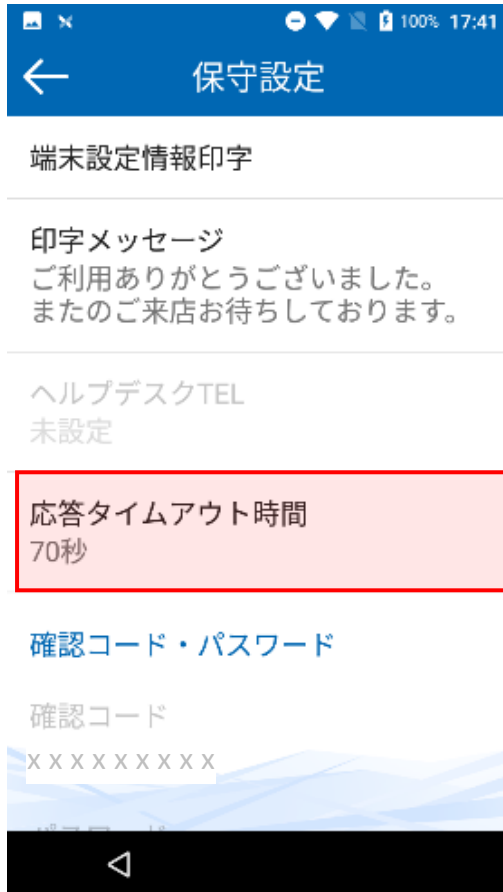 100% 17:41
保守設定
端末設定情報印字
印字メッセージ
ご利用ありがとうございました。
またのご来店お待ちしております。
ヘルプデスクTEL
未設定
応答タイムアウト時間
70秒
確認コード・パスワード
確認コード
X X X X X X X X X